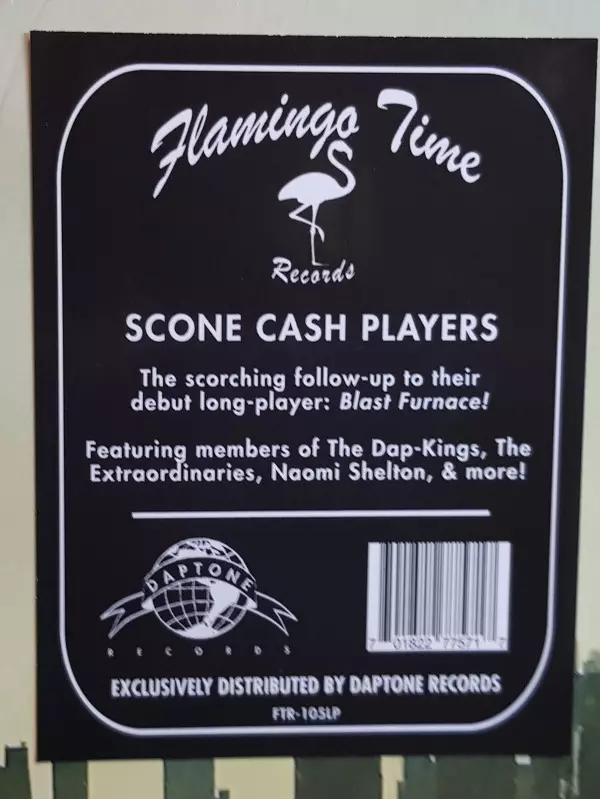 Flamingo Time
Records
SCONE CASH PLAYERS
The scorching follow-up to their
debut long-player: Blast Furnace!
Featuring members of The Dap-Kings, The
Extraordinaries, Naomi Shelton, & more!
DAPTONE
RECORDS
7 01822 77571 7
EXCLUSIVELY DISTRIBUTED BY DAPTONE RECORDS
FTR-105LP